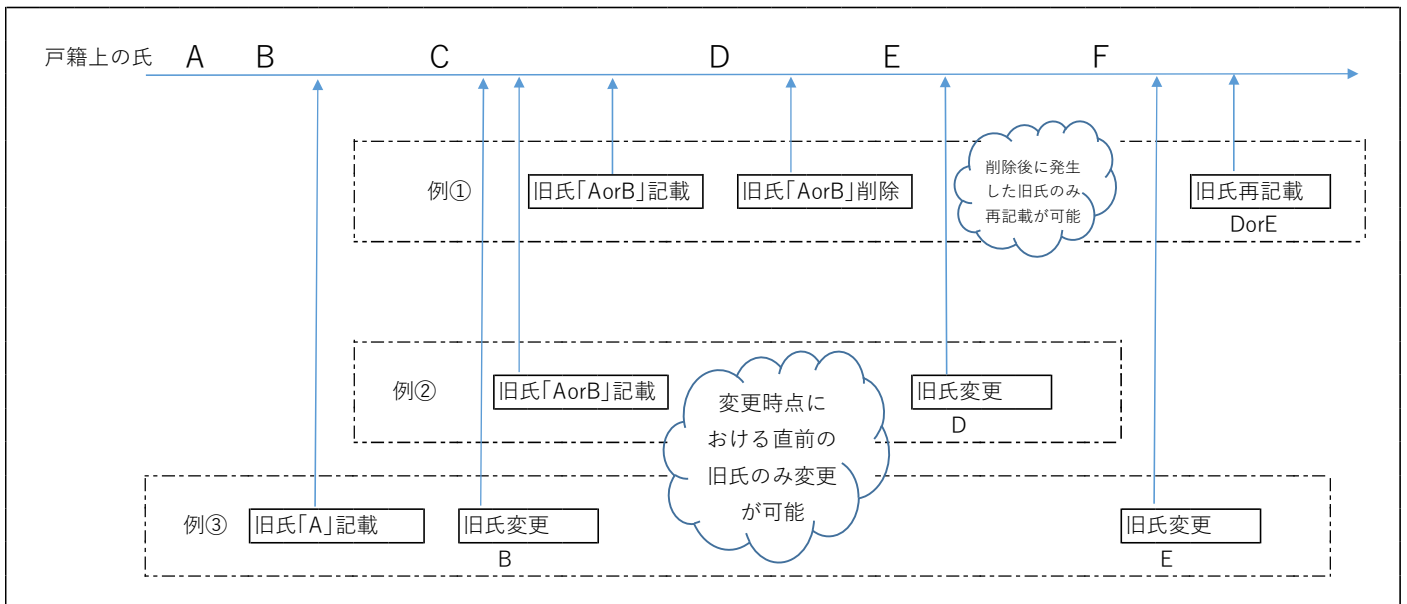 戸籍上の氏 A B C D E F
例①
旧氏「AorB」記載
旧氏「AorB」削除
削除後に発生
した旧氏のみ
再記載が可能
旧氏再記載
DorE
例②
旧氏「AorB」記載
変更時点に
おける直前の
旧氏のみ変更
が可能
旧氏変更
D
例③
旧氏「A」記載
旧氏変更
B
旧氏変更
E